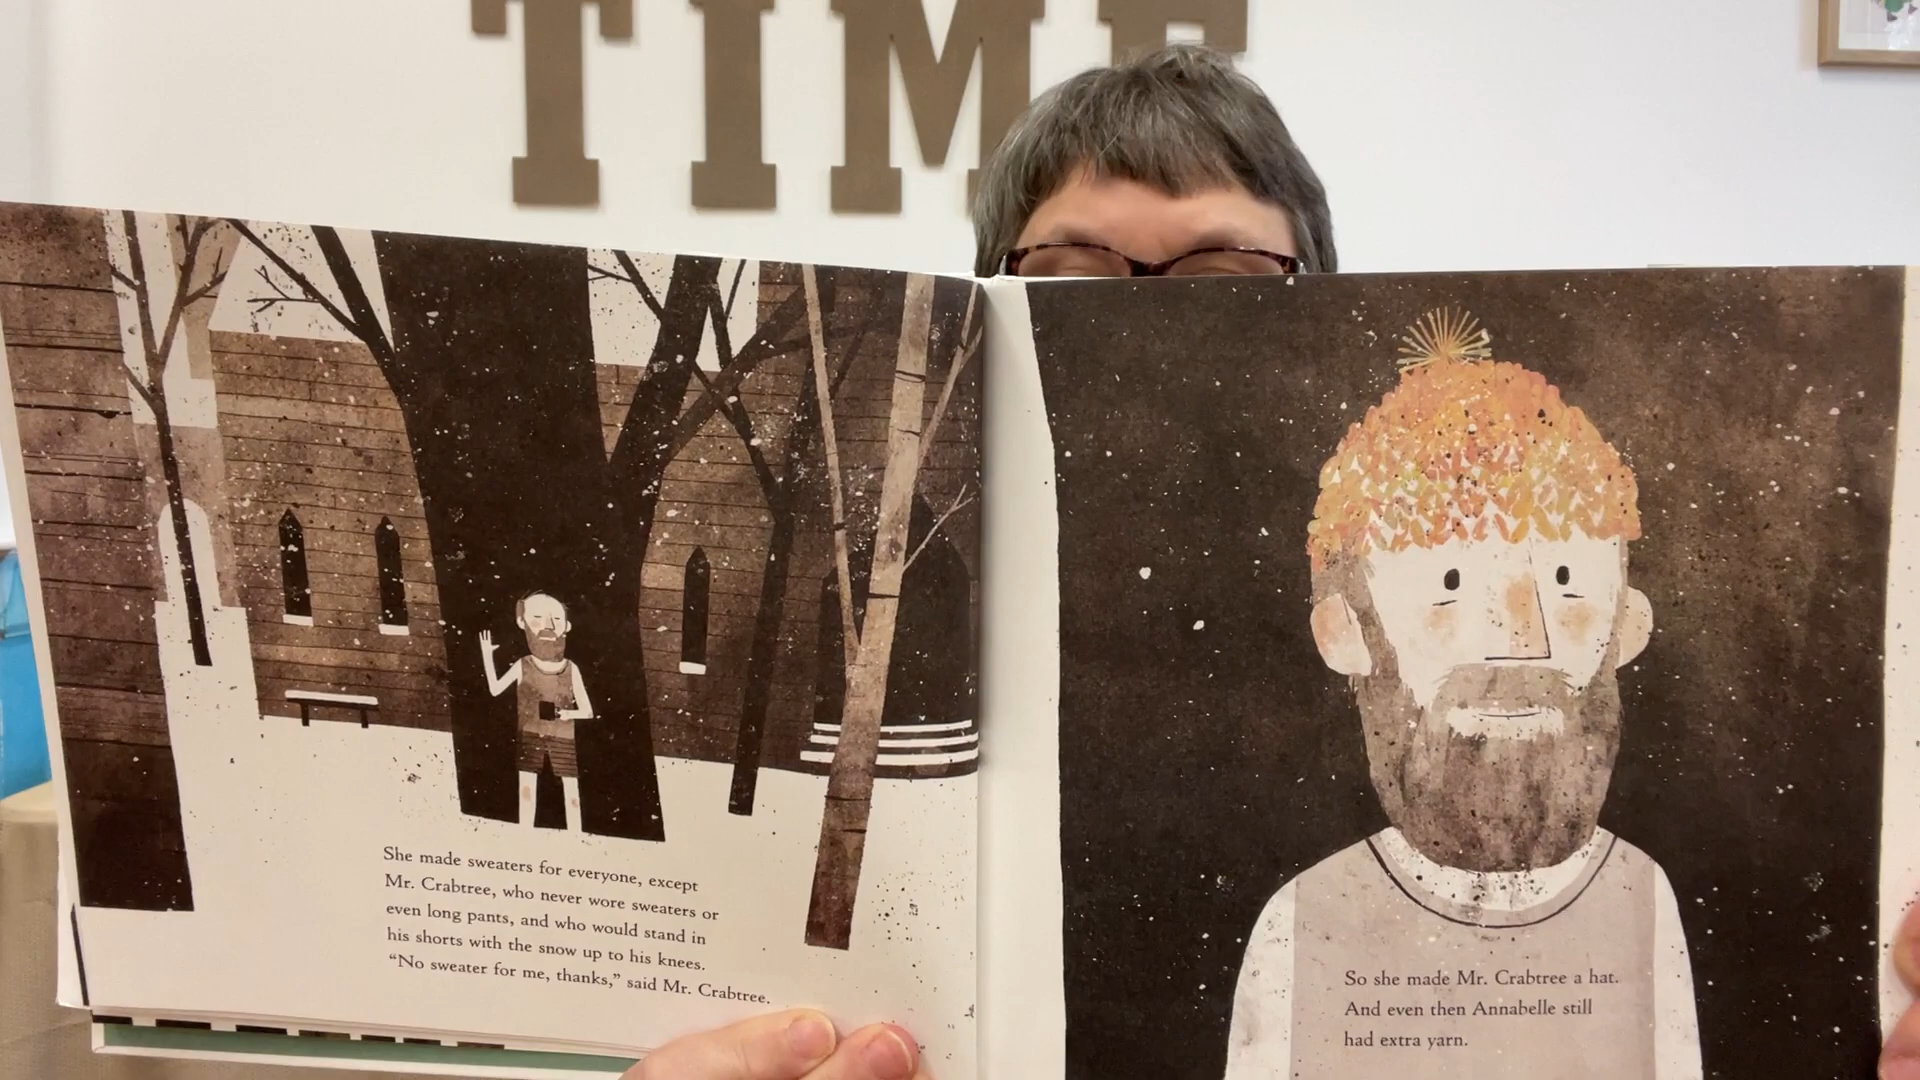 TIME
She made sweaters for everyone, except
Mr. Crabtree, who never wore sweaters or
even long pants, and who would stand in
his shorts with the snow up to his knees.
“No sweater for me, thanks,” said Mr. Crabtree.
So she made Mr. Crabtree a hat.
And even then Annabelle still
had extra yarn.